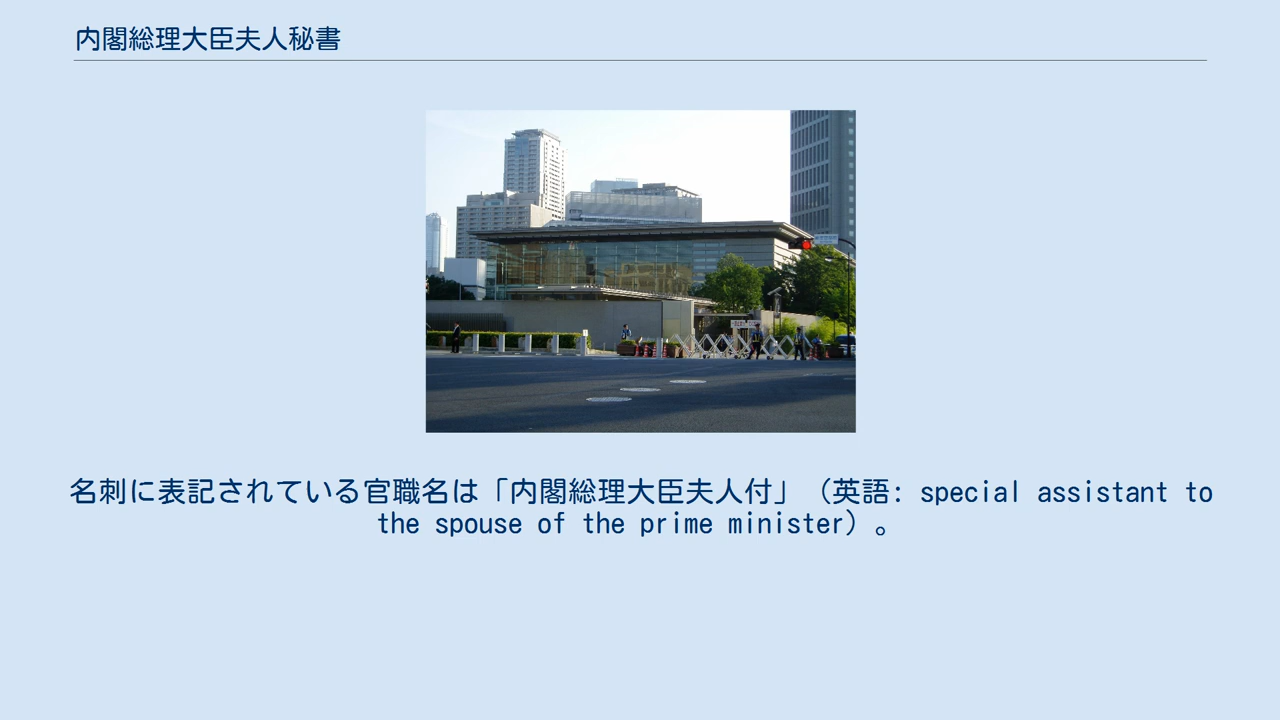 内閣総理大臣夫人秘書
名刺に表記されている官職名は「内閣総理大臣夫人付」（英語: special assistant to
the spouse of the prime minister）。